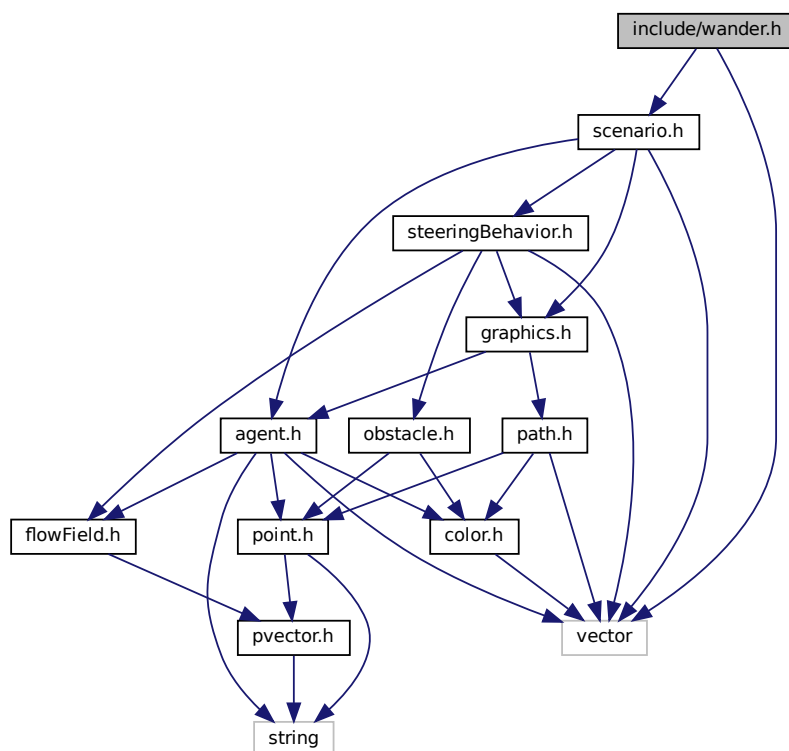 include/wander.h
scenario.h
steeringBehavior.h
graphics.h
agent.h
obstacle.h
path.h
flowField.h
point.h
color.h
pvector.h
vector
string